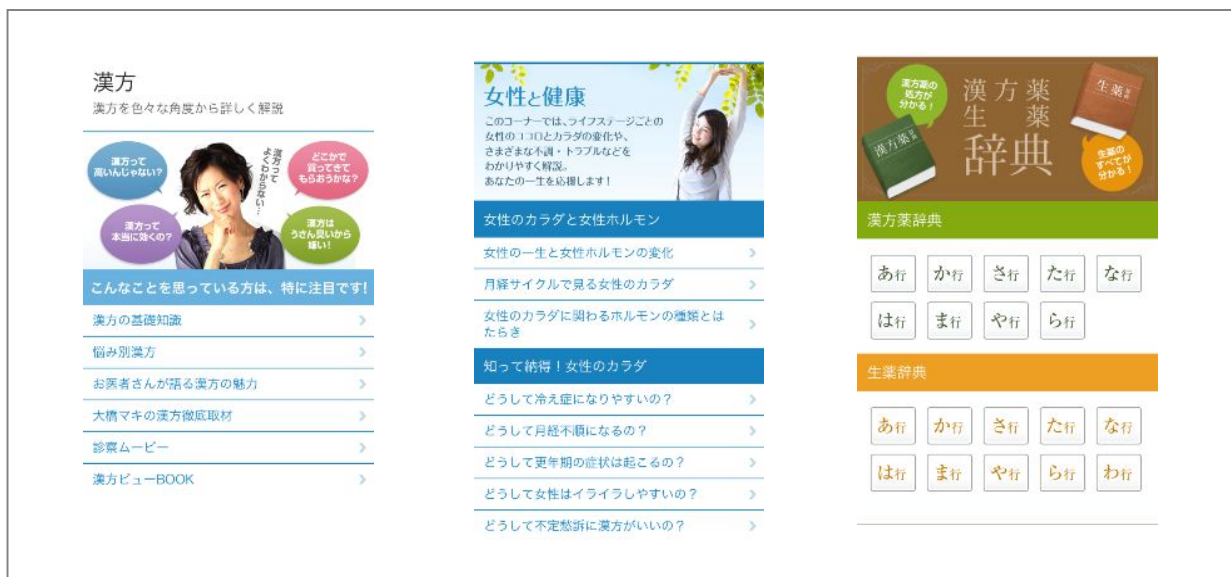 漢方
漢方を色々な角度から詳しく解説
漢方って
高いんじゃない?
漢方って
よくわからない…
どこかで
買ってきて
もらおうかな?
漢方って
本当に効くの?
漢方は
うさん臭いから
嫌い!
こんなことを思っている方は、特に注目です!
漢方の基礎知識
悩み別漢方
お医者さんが語る漢方の魅力
大橋マキの漢方徹底取材
診察ムービー
漢方ビューBOOK
女性と健康
このコーナーでは、ライフステージごとの
女性のココロとカラダの変化や、
さまざまな不調・トラブルなどを
わかりやすく解説。
あなたの一生を応援します!
女性のカラダと女性ホルモン
女性の一生と女性ホルモンの変化
月経サイクルで見る女性のカラダ
女性のカラダに関わるホルモンの種類とは
たらき
知って納得!女性のカラダ
どうして冷え症になりやすいの?
どうして月経不順になるの?
どうして更年期の症状は起こるの?
どうして女性はイライラしやすいの?
どうして不定愁訴に漢方がいいの?
漢方薬の
処方が
分かる!
漢方薬
生薬
辞典
漢方薬辞典
生薬辞典
生薬の
すべてが
分かる!
漢方薬辞典
あ行 か行 さ行 た行 な行
は行 ま行 や行 ら行
生薬辞典
あ行 か行 さ行 た行 な行
は行 ま行 や行 ら行 わ行